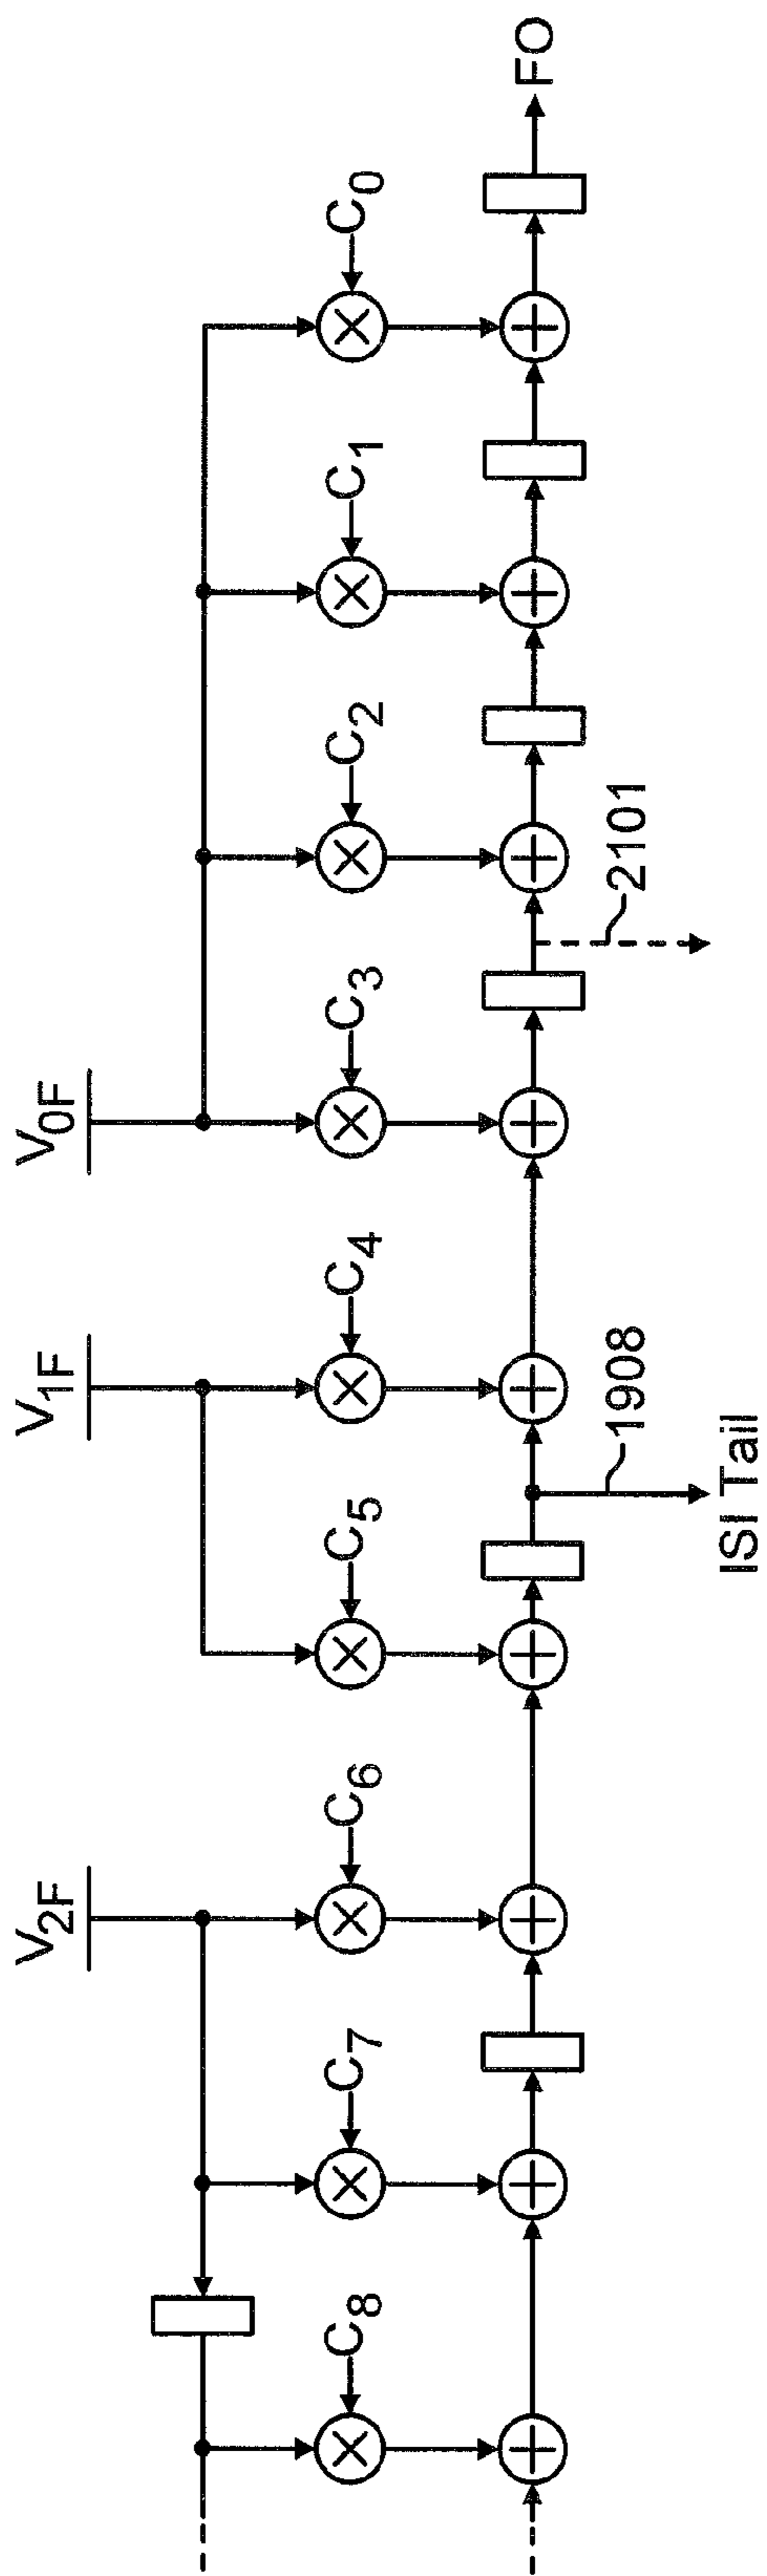 V2F
V1F
V0F
C8
C7
C6
C5
C4
C3
C2
C1
C0
FO
1908
2101
ISI Tail